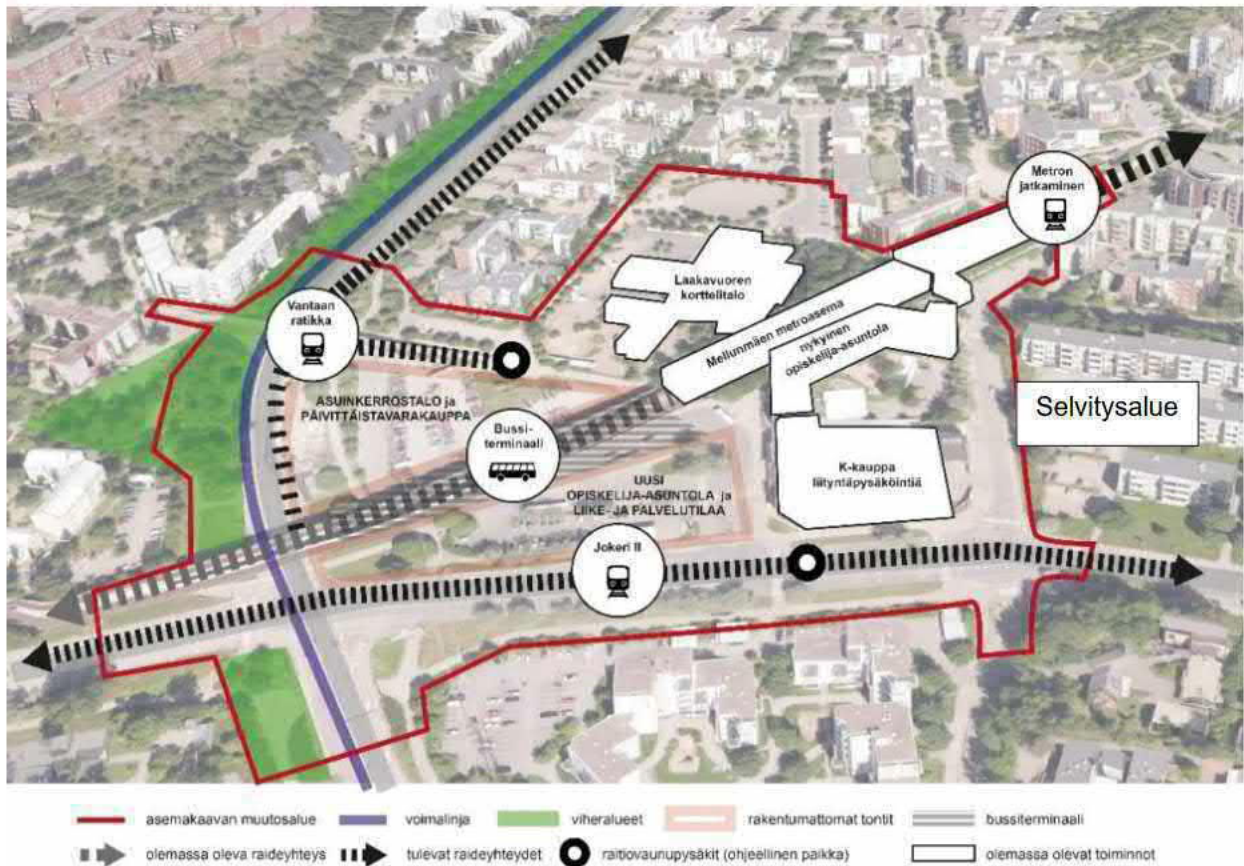 Metron
jatkaminen
Laakavuoren
korttelitalo
Vantaan
ratikka
Mellunmäen metroasema
nykyinen
opiskelija-asuntola
ASUINKERROSTALO ja
PÄIVITTÄISTAVARAKAUPPA
Selvitysalue
Bussi-
terminaali
K-kauppa
liityntäpysäköintiä
UUSI
OPISKELIJA-ASUNTOLA ja
LIIKE- JA PALVELUTILAA
Jokeri II
asemakaavan muutosalue
voimalinja
viheralueet
rakentumattomat tontit
bussiterminaali
olemassa oleva raideyhteys
tulevat raideyhteydet
raitiovaunupysäkit (ohjeellinen paikka)
olemassa olevat toiminnot